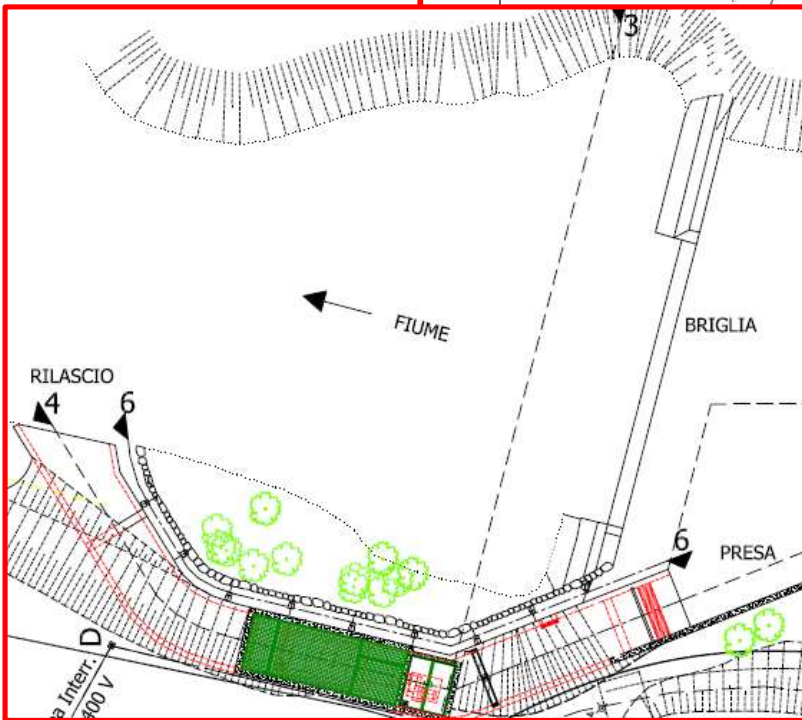 3
FIUME
BRIGLIA
RILASCIO
4
6
6
PRESA
D
a Interr.
400 V